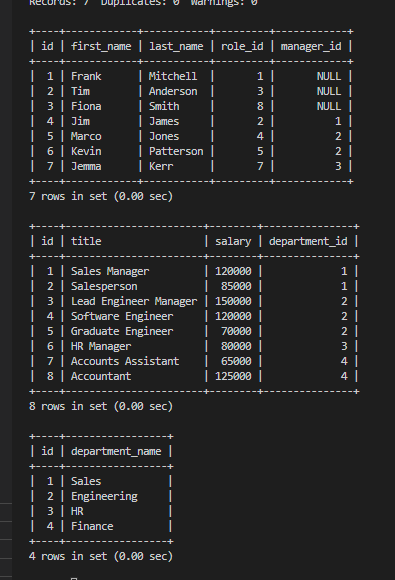 Records: 7  Duplicates: 0  Warnings: 0
+----+------------+-----------+---------+------------+
| id | first_name | last_name | role_id | manager_id |
+----+------------+-----------+---------+------------+
|  1 | Frank      | Mitchell  |       1 |       NULL |
|  2 | Tim        | Anderson  |       3 |       NULL |
|  3 | Fiona      | Smith     |       8 |       NULL |
|  4 | Jim        | James     |       2 |          1 |
|  5 | Marco      | Jones     |       4 |          2 |
|  6 | Kevin      | Patterson |       5 |          2 |
|  7 | Jemma      | Kerr      |       7 |          3 |
+----+------------+-----------+---------+------------+
7 rows in set (0.00 sec)
+----+-----------------------+--------+---------------+
| id | title                 | salary | department_id |
+----+-----------------------+--------+---------------+
|  1 | Sales Manager         | 120000 |             1 |
|  2 | Salesperson           |  85000 |             1 |
|  3 | Lead Engineer Manager | 150000 |             2 |
|  4 | Software Engineer     | 120000 |             2 |
|  5 | Graduate Engineer     |  70000 |             2 |
|  6 | HR Manager            |  80000 |             3 |
|  7 | Accounts Assistant    |  65000 |             4 |
|  8 | Accountant            | 125000 |             4 |
+----+-----------------------+--------+---------------+
8 rows in set (0.00 sec)
+----+-----------------+
| id | department_name |
+----+-----------------+
|  1 | Sales           |
|  2 | Engineering     |
|  3 | HR              |
|  4 | Finance         |
+----+-----------------+
4 rows in set (0.00 sec)